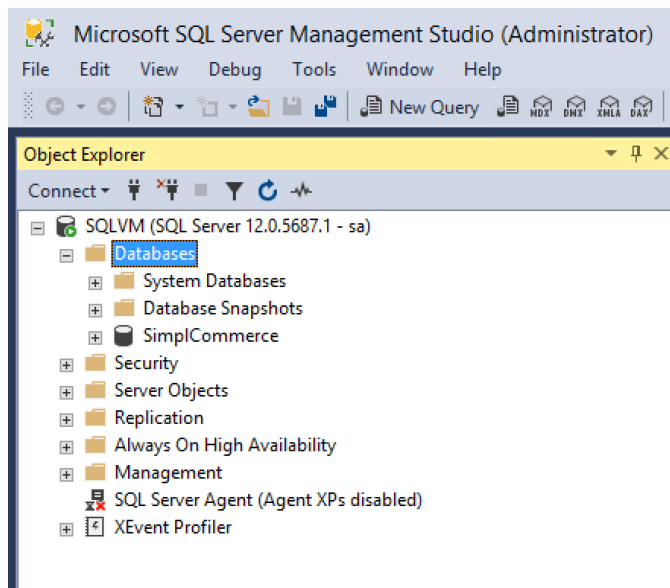 Microsoft SQL Server Management Studio (Administrator)
File Edit View Debug Tools Window Help
New Query MDX DMX XMLA DAX
Object Explorer
Connect
SQLVM (SQL Server 12.0.5687.1 - sa)
Databases
System Databases
Database Snapshots
SimplCommerce
Security
Server Objects
Replication
Always On High Availability
Management
SQL Server Agent (Agent XPs disabled)
XEvent Profiler